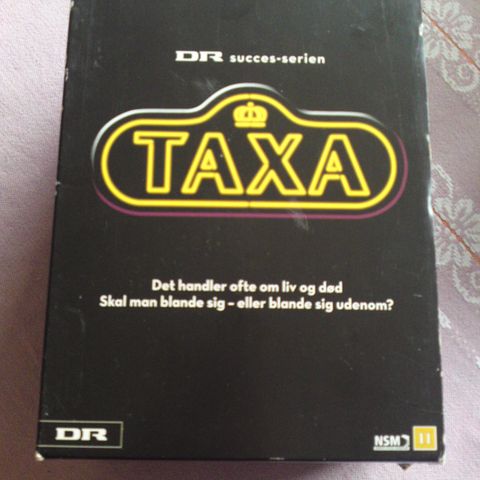 DR succes-serien
TAXA
Det handler ofte om liv og død
Skal man blande sig – eller blande sig udenom?
DR
NSM 11